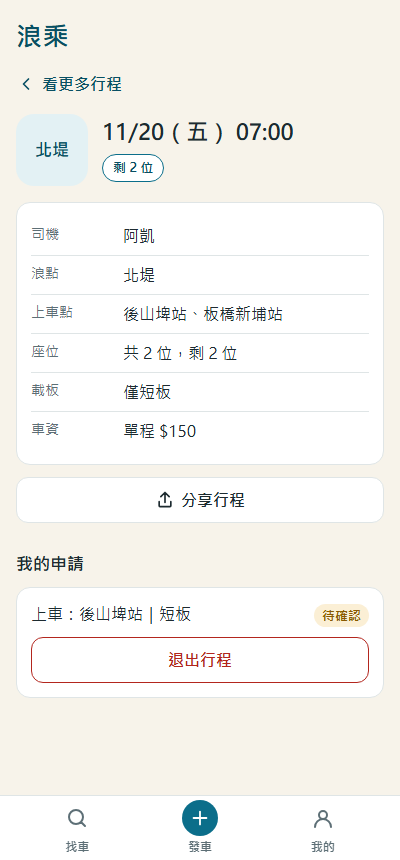 浪乘
看更多行程
北堤
11/20（五） 07:00
剩 2 位
司機 阿凱
浪點 北堤
上車點 後山埤站、板橋新埔站
座位 共 2 位，剩 2 位
載板 僅短板
車資 單程 $150
分享行程
我的申請
上車：後山埤站 | 短板 待確認
退出行程
找車 發車 我的